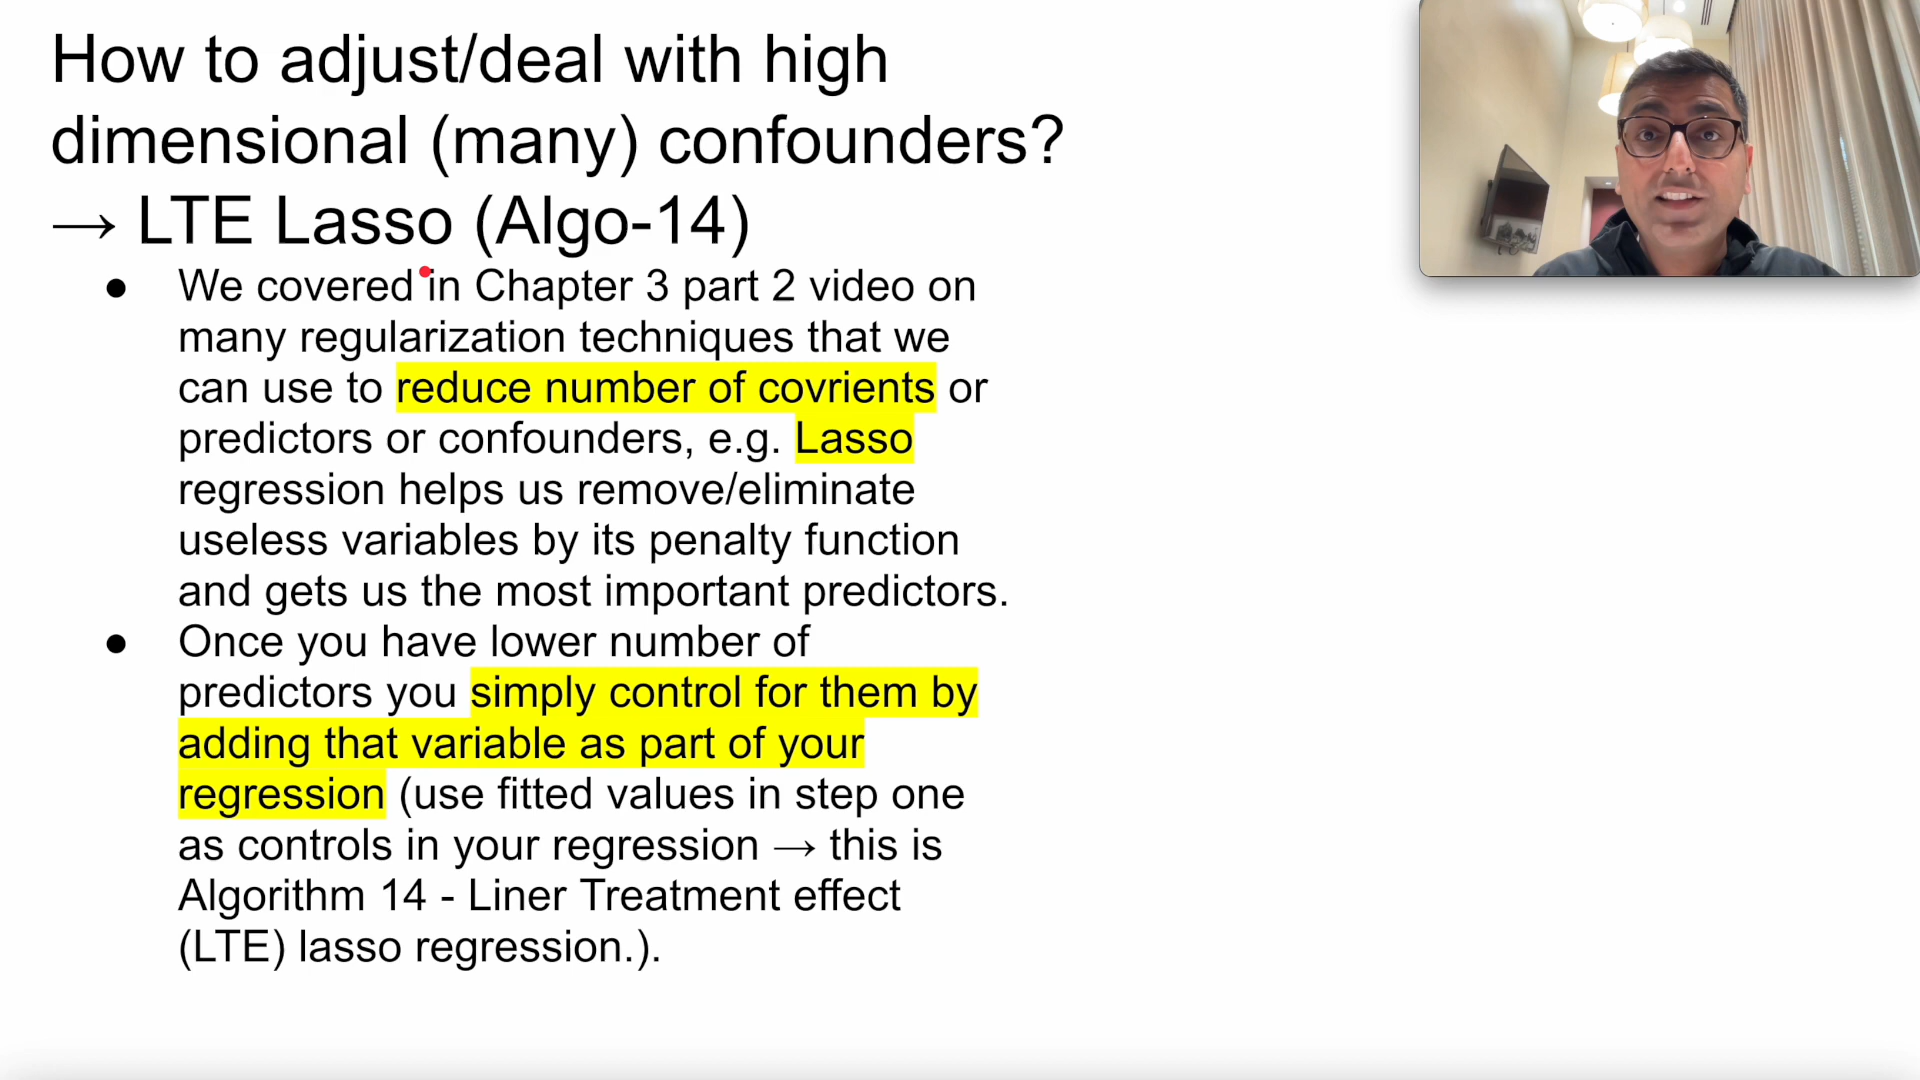 How to adjust/deal with high
dimensional (many) confounders?
→ LTE Lasso (Algo-14)
● We covered in Chapter 3 part 2 video on
many regularization techniques that we
can use to reduce number of covrients or
predictors or confounders, e.g. Lasso
regression helps us remove/eliminate
useless variables by its penalty function
and gets us the most important predictors.
● Once you have lower number of
predictors you simply control for them by
adding that variable as part of your
regression (use fitted values in step one
as controls in your regression → this is
Algorithm 14 - Liner Treatment effect
(LTE) lasso regression.).